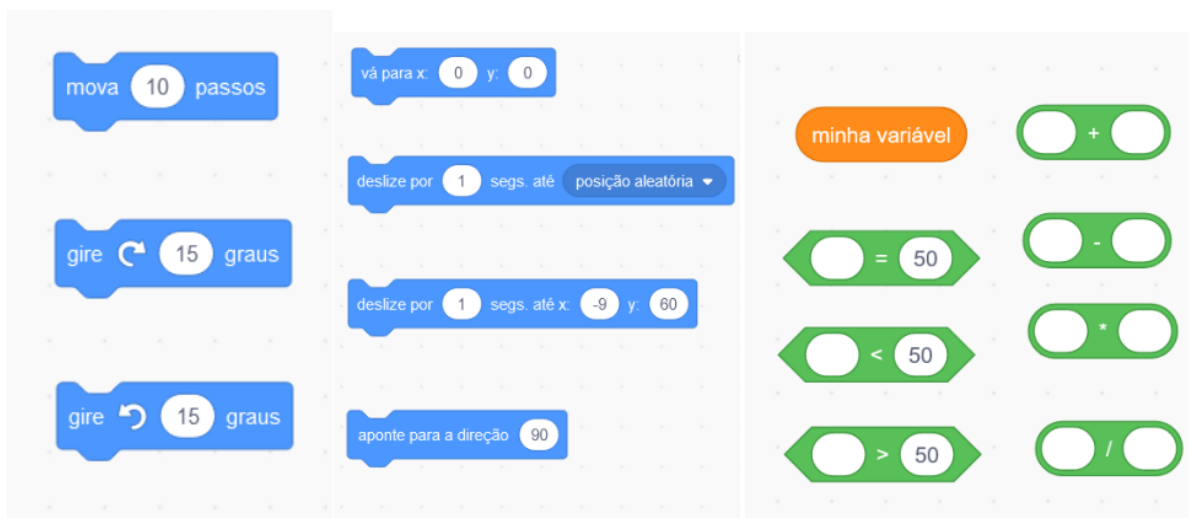 mova 10 passos
gire 15 graus
gire 15 graus
vá para x: 0 y: 0
deslize por 1 segs. até posição aleatória
deslize por 1 segs. até x: -9 y: 60
aponte para a direção 90
minha variável
+
= 50
-
< 50
*
> 50
/